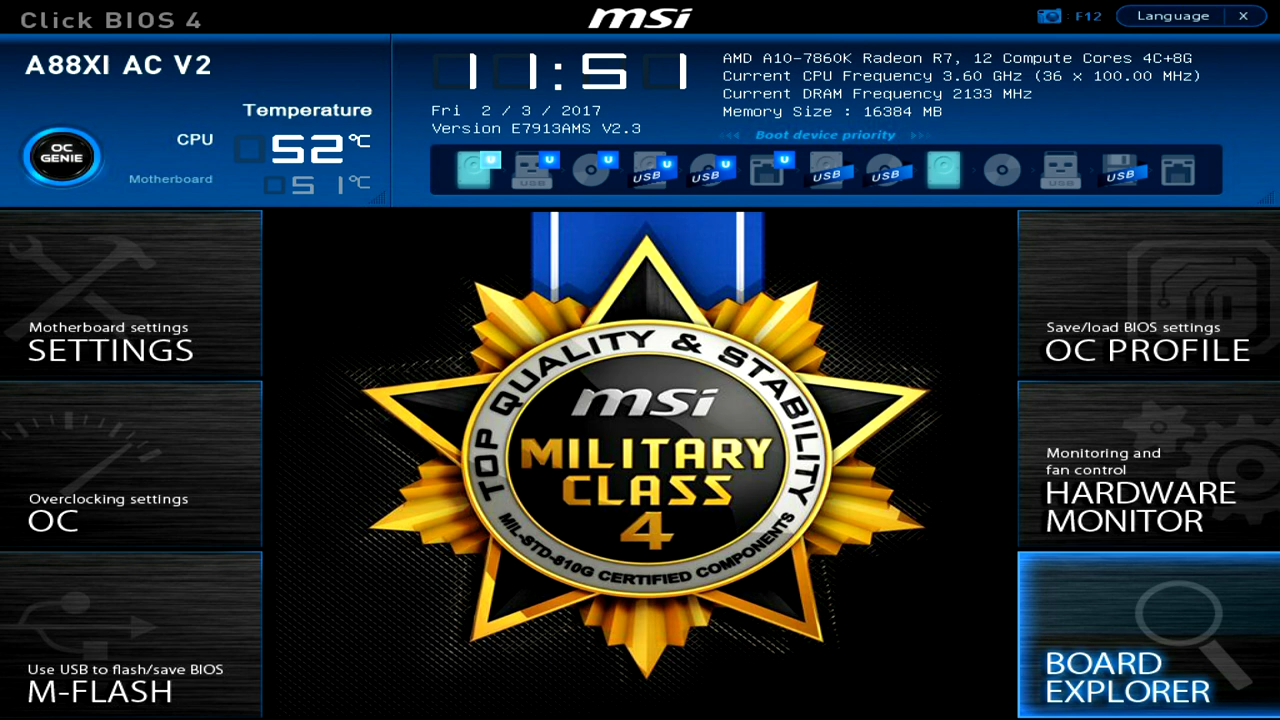 Click BIOS 4
msi
F12
Language
X
A88XI AC V2
Temperature
CPU 52°C
Motherboard 51°C
OC
GENIE
11:51
Fri 2 / 3 / 2017
Version E7913AMS V2.3
AMD A10-7860K Radeon R7, 12 Compute Cores 4C+8G
Current CPU Frequency 3.60 GHz (36 x 100.00 MHz)
Current DRAM Frequency 2133 MHz
Memory Size : 16384 MB
Boot device priority
U
USB U
U
USB U
USB U
U
USB
USB
USB
USB
Motherboard settings
SETTINGS
Overclocking settings
OC
Use USB to flash/save BIOS
M-FLASH
TOP QUALITY & STABILITY
msi
MILITARY
CLASS
4
MIL-STD-810G CERTIFIED COMPONENTS
Save/load BIOS settings
OC PROFILE
Monitoring and
fan control
HARDWARE
MONITOR
BOARD
EXPLORER